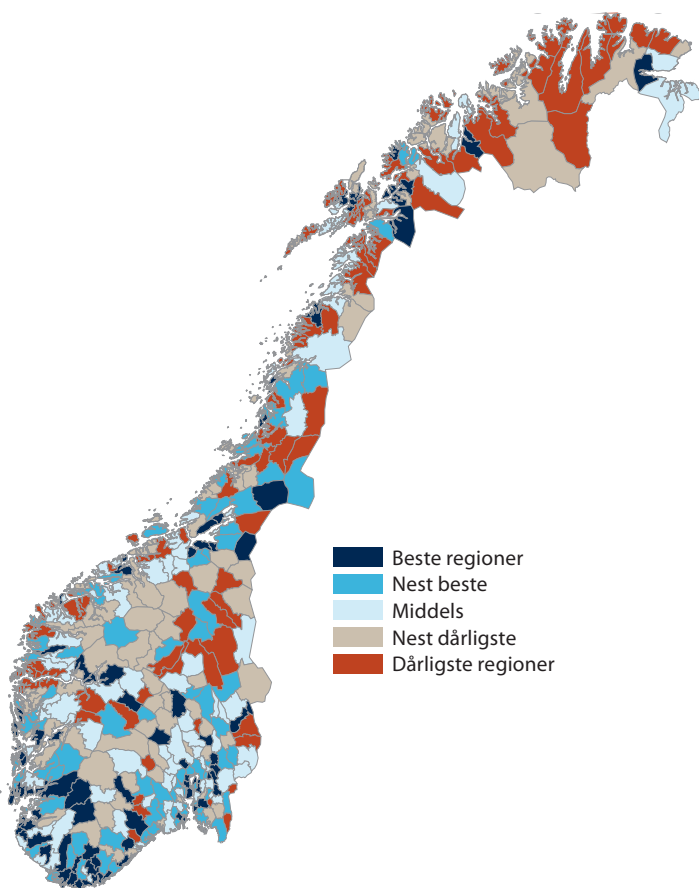 Beste regioner
Nest beste
Middels
Nest dårligste
Dårligste regioner